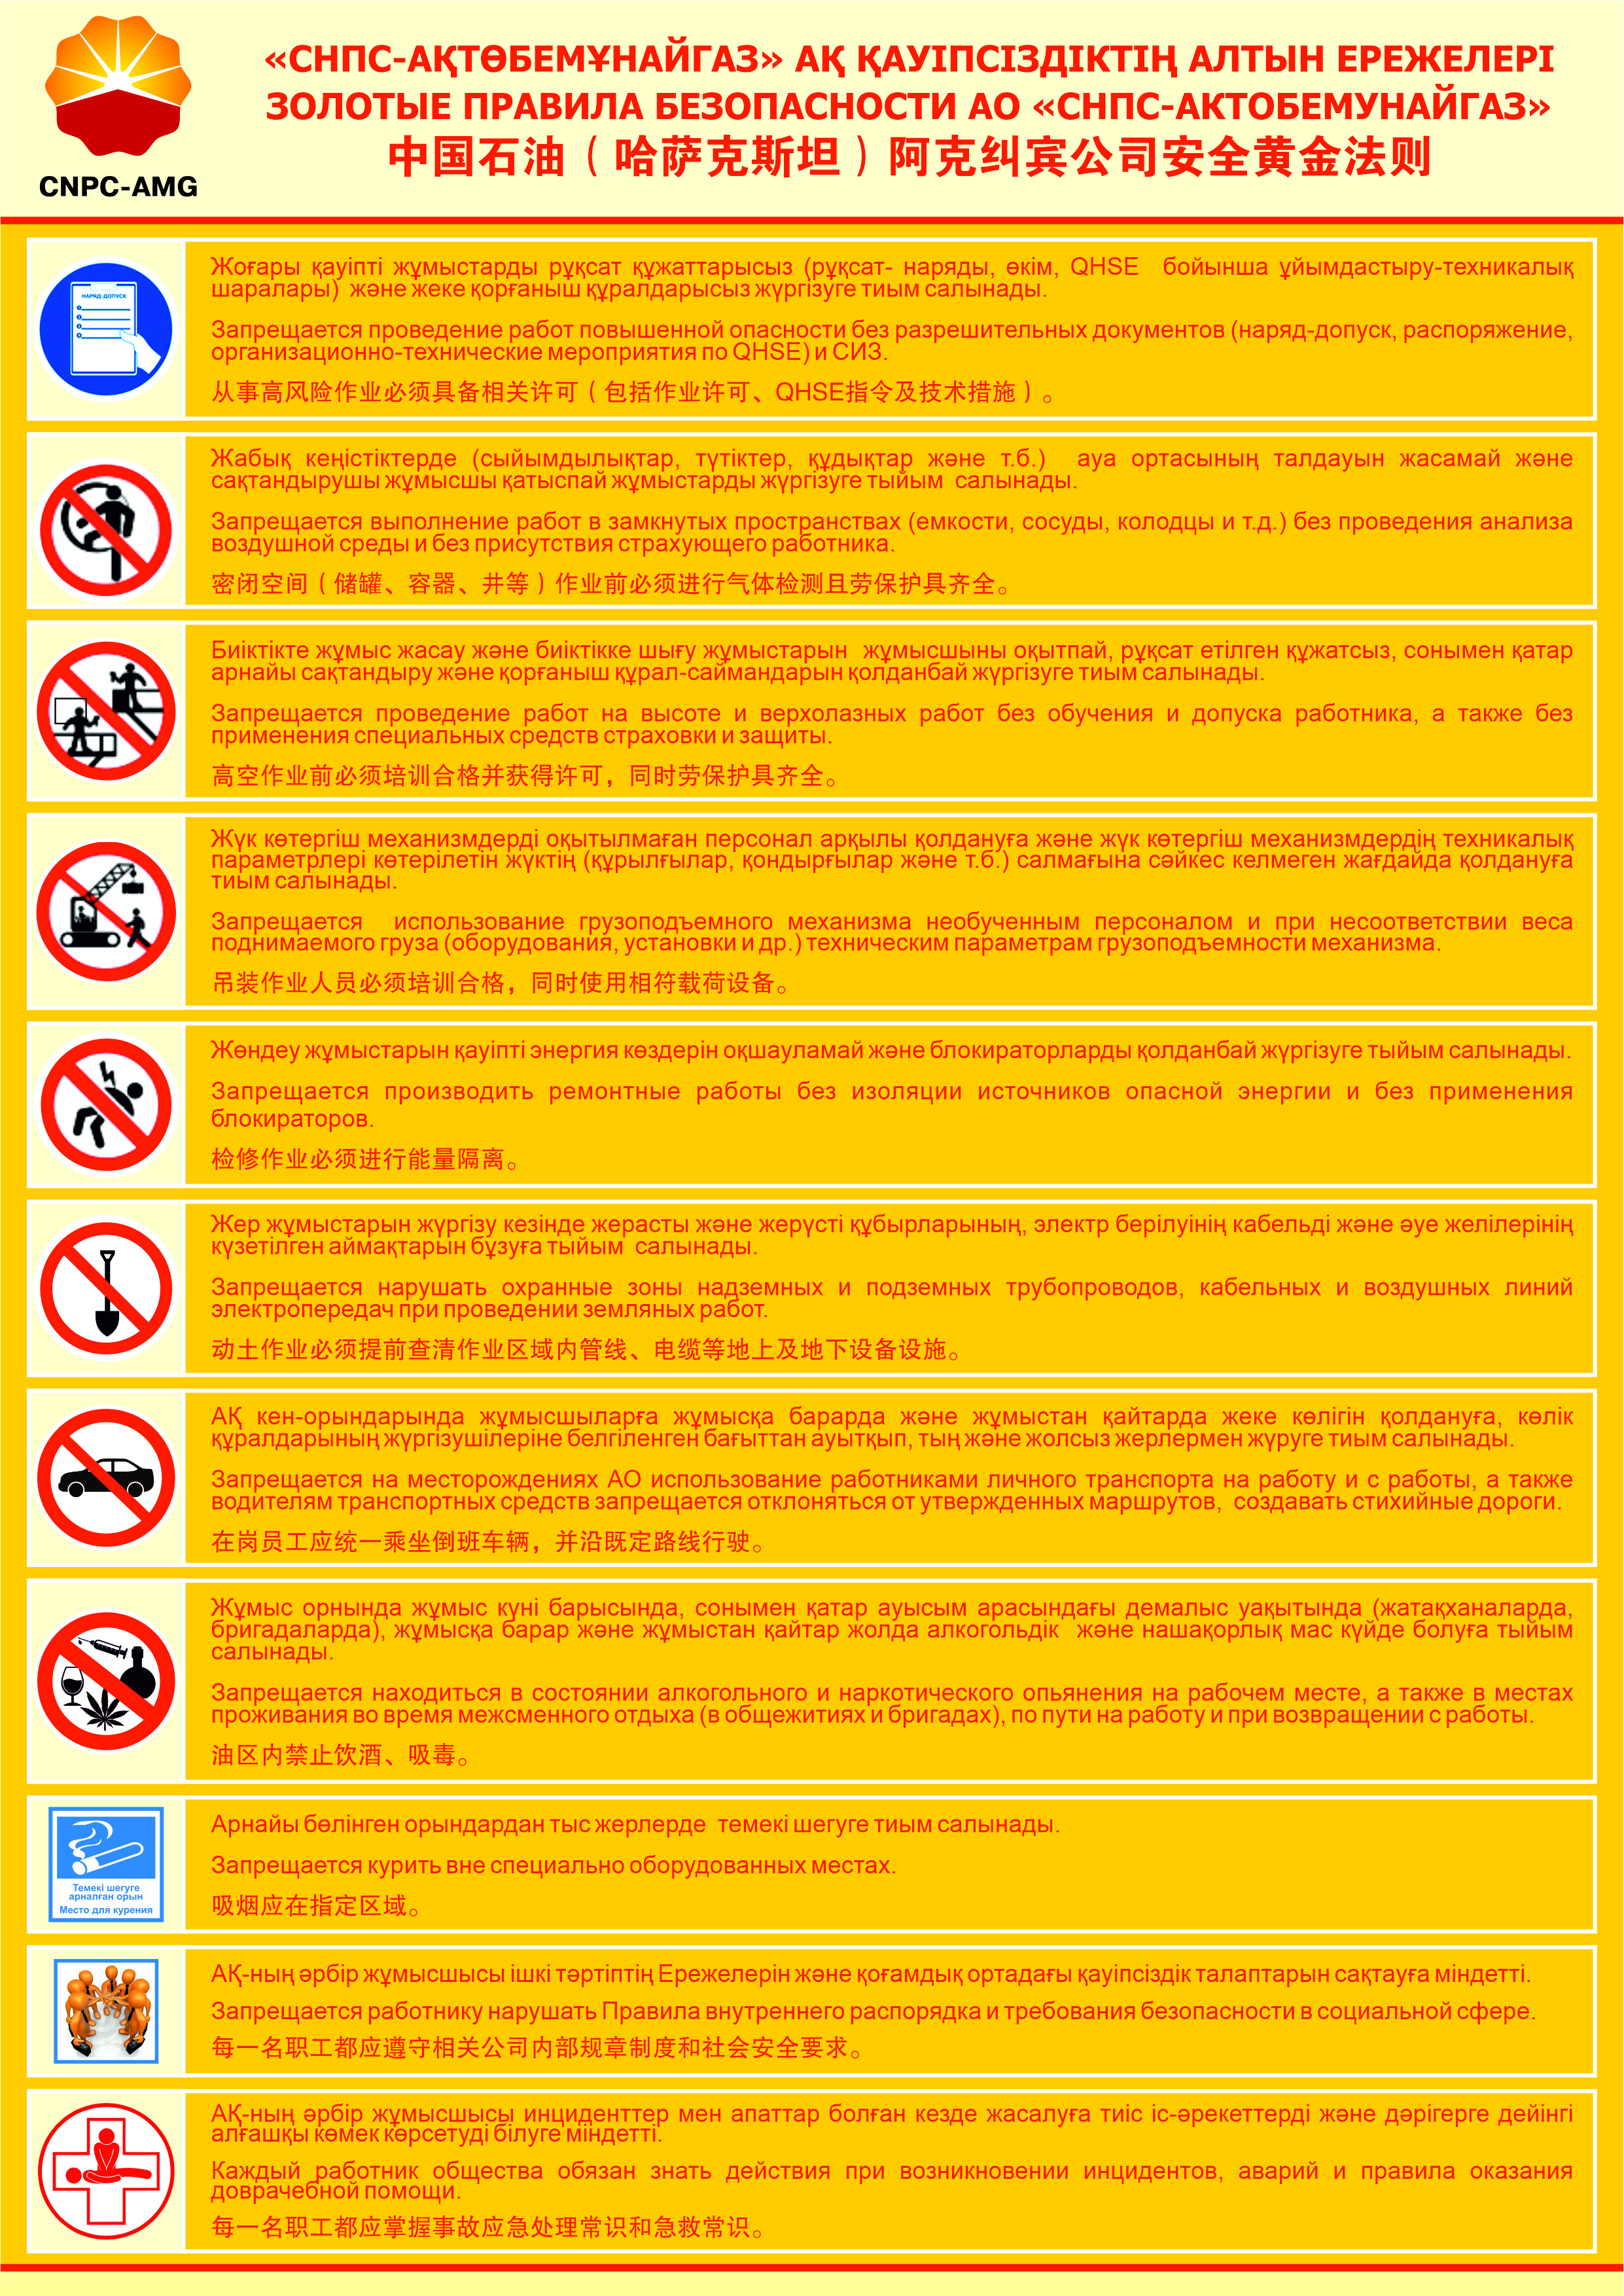 CNPC-AMG
«СНПС-АҚТӨБЕМҰНАЙГАЗ» АҚ ҚАУІПСІЗДІКТІҢ АЛТЫН ЕРЕЖЕЛЕРІ
ЗОЛОТЫЕ ПРАВИЛА БЕЗОПАСНОСТИ АО «СНПС-АКТОБЕМУНАЙГАЗ»
中国石油（哈萨克斯坦）阿克纠宾公司安全黄金法则
НАРЯД-ДОПУСК
Жоғары қауіпті жұмыстарды рұқсат құжаттарысыз (рұқсат- наряды, өкім, QHSE бойынша ұйымдастыру-техникалық
шаралары) және жеке қорғаныш құралдарысыз жүргізуге тиым салынады.
Запрещается проведение работ повышенной опасности без разрешительных документов (наряд-допуск, распоряжение,
организационно-технические мероприятия по QHSE) и СИЗ.
从事高风险作业必须具备相关许可（包括作业许可、QHSE指令及技术措施）。
Жабық кеңістіктерде (сыйымдылықтар, түтіктер, құдықтар және т.б.) ауа ортасының талдауын жасамай және
сақтандырушы жұмысшы қатыспай жұмыстарды жүргізуге тыйым салынады.
Запрещается выполнение работ в замкнутых пространствах (емкости, сосуды, колодцы и т.д.) без проведения анализа
воздушной среды и без присутствия страхующего работника.
密闭空间（储罐、容器、井等）作业前必须进行气体检测且劳保护具齐全。
Биіктікте жұмыс жасау және биіктікке шығу жұмыстарын жұмысшыны оқытпай, рұқсат етілген құжатсыз, сонымен қатар
арнайы сақтандыру және қорғаныш құрал-саймандарын қолданбай жүргізуге тиым салынады.
Запрещается проведение работ на высоте и верхолазных работ без обучения и допуска работника, а также без
применения специальных средств страховки и защиты.
高空作业前必须培训合格并获得许可，同时劳保护具齐全。
Жүк көтергіш механизмдерді оқытылмаған персонал арқылы қолдануға және жүк көтергіш механизмдердің техникалық
параметрлері көтерілетін жүктің (құрылғылар, қондырғылар және т.б.) салмағына сәйкес келмеген жағдайда қолдануға
тиым салынады.
Запрещается использование грузоподъемного механизма необученным персоналом и при несоответствии веса
поднимаемого груза (оборудования, установки и др.) техническим параметрам грузоподъемности механизма.
吊装作业人员必须培训合格，同时使用相符载荷设备。
Жөндеу жұмыстарын қауіпті энергия көздерін оқшауламай және блокираторларды қолданбай жүргізуге тыйым салынады.
Запрещается производить ремонтные работы без изоляции источников опасной энергии и без применения
блокираторов.
检修作业必须进行能量隔离。
Жер жұмыстарын жүргізу кезінде жерасты және жерүсті құбырларының, электр берілуінің кабельді және әуе желілерінің
күзетілген аймақтарын бұзуға тыйым салынады.
Запрещается нарушать охранные зоны надземных и подземных трубопроводов, кабельных и воздушных линий
электропередач при проведении земляных работ.
动土作业必须提前查清作业区域内管线、电缆等地上及地下设备设施。
АҚ кен-орындарында жұмысшыларға жұмысқа барарда және жұмыстан қайтарда жеке көлігін қолдануға, көлік
құралдарының жүргізушілеріне белгіленген бағыттан ауытқып, тың және жолсыз жерлермен жүруге тиым салынады.
Запрещается на месторождениях АО использование работниками личного транспорта на работу и с работы, а также
водителям транспортных средств запрещается отклоняться от утвержденных маршрутов, создавать стихийные дороги.
在岗员工应统一乘坐倒班车辆，并沿既定路线行驶。
Жұмыс орнында жұмыс күні барысында, сонымен қатар ауысым арасындағы демалыс уақытында (жатақханаларда,
бригадаларда), жұмысқа барар және жұмыстан қайтар жолда алкогольдік және нашақорлық мас күйде болуға тыйым
салынады.
Запрещается находиться в состоянии алкогольного и наркотического опьянения на рабочем месте, а также в местах
проживания во время межсменного отдыха (в общежитиях и бригадах), по пути на работу и при возвращении с работы.
油区内禁止饮酒、吸毒。
Темекі шегуге
арналған орын
Место для курения
Арнайы бөлінген орындардан тыс жерлерде темекі шегуге тиым салынады.
Запрещается курить вне специально оборудованных местах.
吸烟应在指定区域。
АҚ-ның әрбір жұмысшысы ішкі тәртіптің Ережелерін және қоғамдық ортадағы қауіпсіздік талаптарын сақтауға міндетті.
Запрещается работнику нарушать Правила внутреннего распорядка и требования безопасности в социальной сфере.
每一名职工都应遵守相关公司内部规章制度和社会安全要求。
АҚ-ның әрбір жұмысшысы инциденттер мен апаттар болған кезде жасалуға тиіс іс-әрекеттерді және дәрігерге дейінгі
алғашқы көмек көрсетуді білуге міндетті.
Каждый работник общества обязан знать действия при возникновении инцидентов, аварий и правила оказания
доврачебной помощи.
每一名职工都应掌握事故应急处理常识和急救常识。